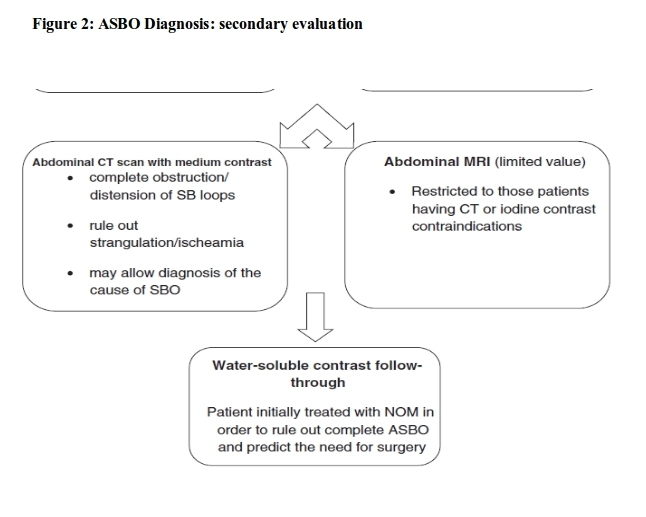 Figure 2: ASBO Diagnosis: secondary evaluation
Abdominal CT scan with medium contrast
• complete obstruction/
distension of SB loops
• rule out
strangulation/ischeamia
• may allow diagnosis of the
cause of SBO
Abdominal MRI (limited value)
• Restricted to those patients
having CT or iodine contrast
contraindications
Water-soluble contrast follow-
through
Patient initially treated with NOM in
order to rule out complete ASBO
and predict the need for surgery